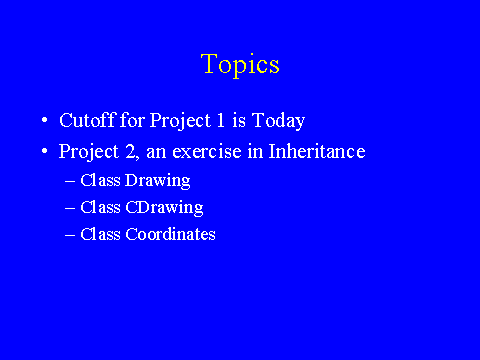 Topics
• Cutoff for Project 1 is Today
• Project 2, an exercise in Inheritance
– Class Drawing
– Class CDrawing
– Class Coordinates